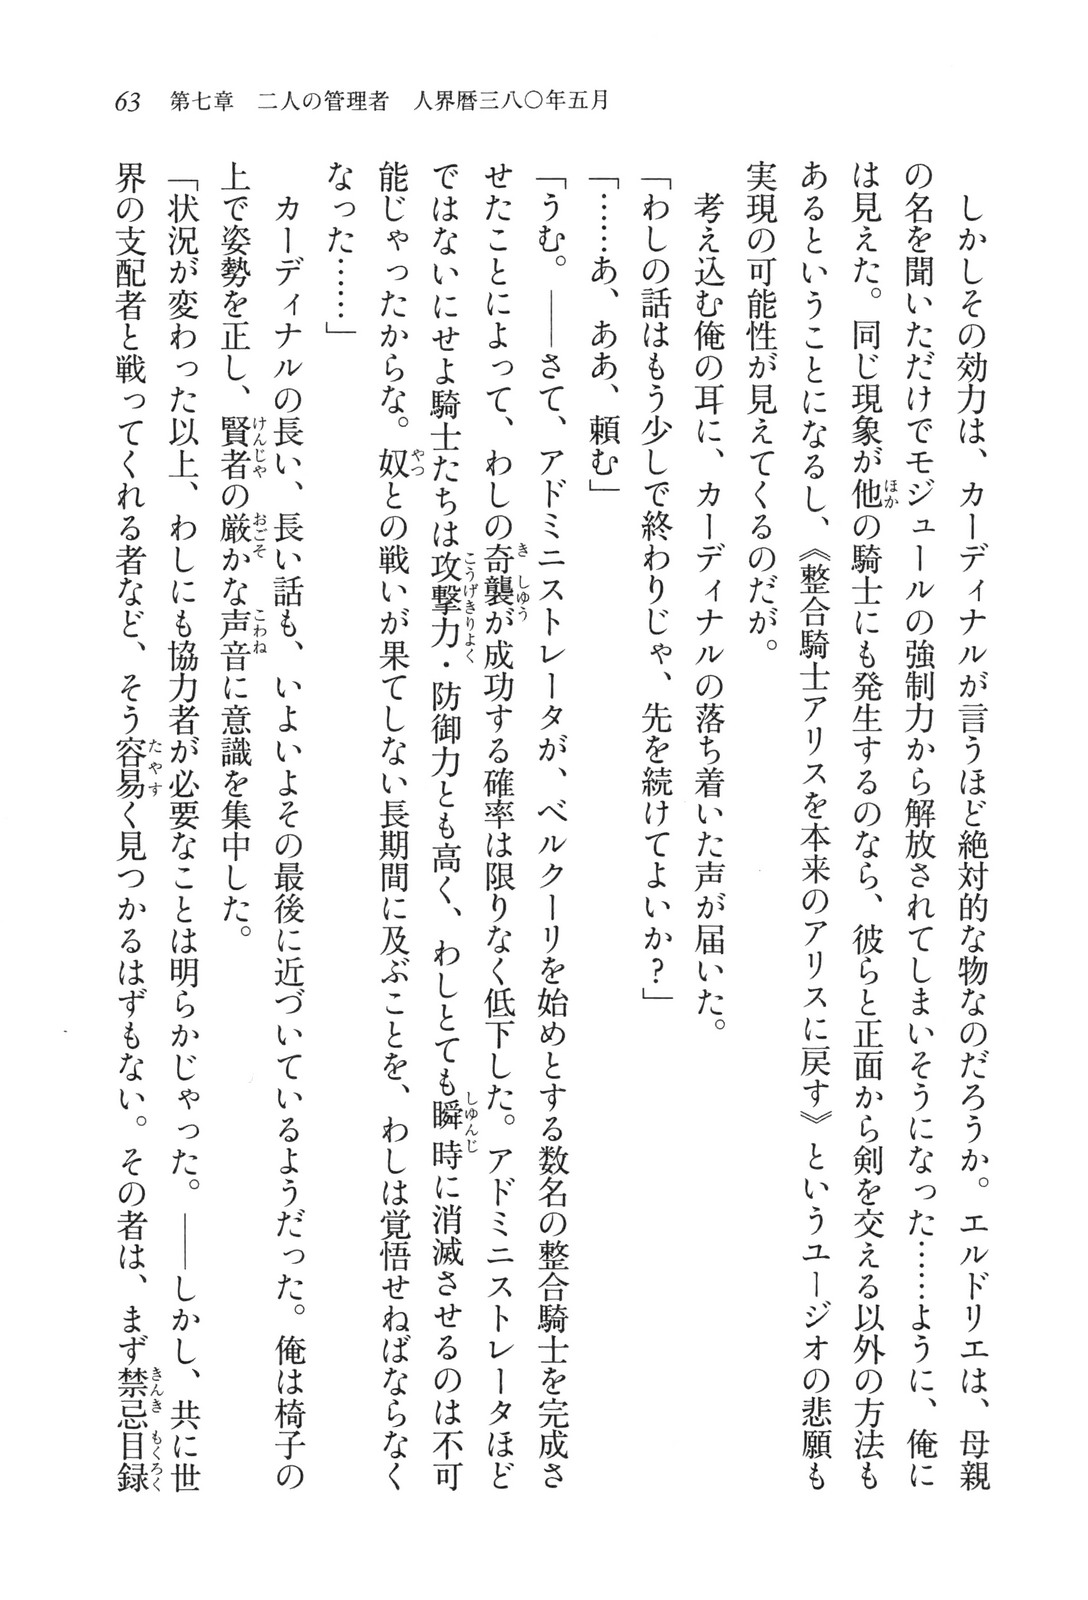 63　第七章　二人の管理者　人界暦三八〇年五月
　しかしその効力は、カーディナルが言うほど絶対的な物なのだろうか。エルドリエは、母親
の名を聞いただけでモジュールの強制力から解放されてしまいそうになった……ように、俺に
は見えた。同じ現象が他の騎士にも発生するのなら、彼らと正面から剣を交える以外の方法も
あるということになるし、《整合騎士アリスを本来のアリスに戻す》というユージオの悲願も
実現の可能性が見えてくるのだが。
　考え込む俺の耳に、カーディナルの落ち着いた声が届いた。
「わしの話はもう少しで終わりじゃ、先を続けてよいか？」
「……あ、ああ、頼む」
「うむ。――さて、アドミニストレータが、ベルクーリを始めとする数名の整合騎士を完成さ
せたことによって、わしの奇襲が成功する確率は限りなく低下した。アドミニストレータほど
ではないにせよ騎士たちは攻撃力・防御力とも高く、わしとても瞬時に消滅させるのは不可
能じゃったからな。奴との戦いが果てしない長期間に及ぶことを、わしは覚悟せねばならなく
なった……」
　カーディナルの長い、長い話も、いよいよその最後に近づいているようだった。俺は椅子の
上で姿勢を正し、賢者の厳かな声音に意識を集中した。
「状況が変わった以上、わしにも協力者が必要なことは明らかじゃった。――しかし、共に世
界の支配者と戦ってくれる者など、そう容易く見つかるはずもない。その者は、まず禁忌目録